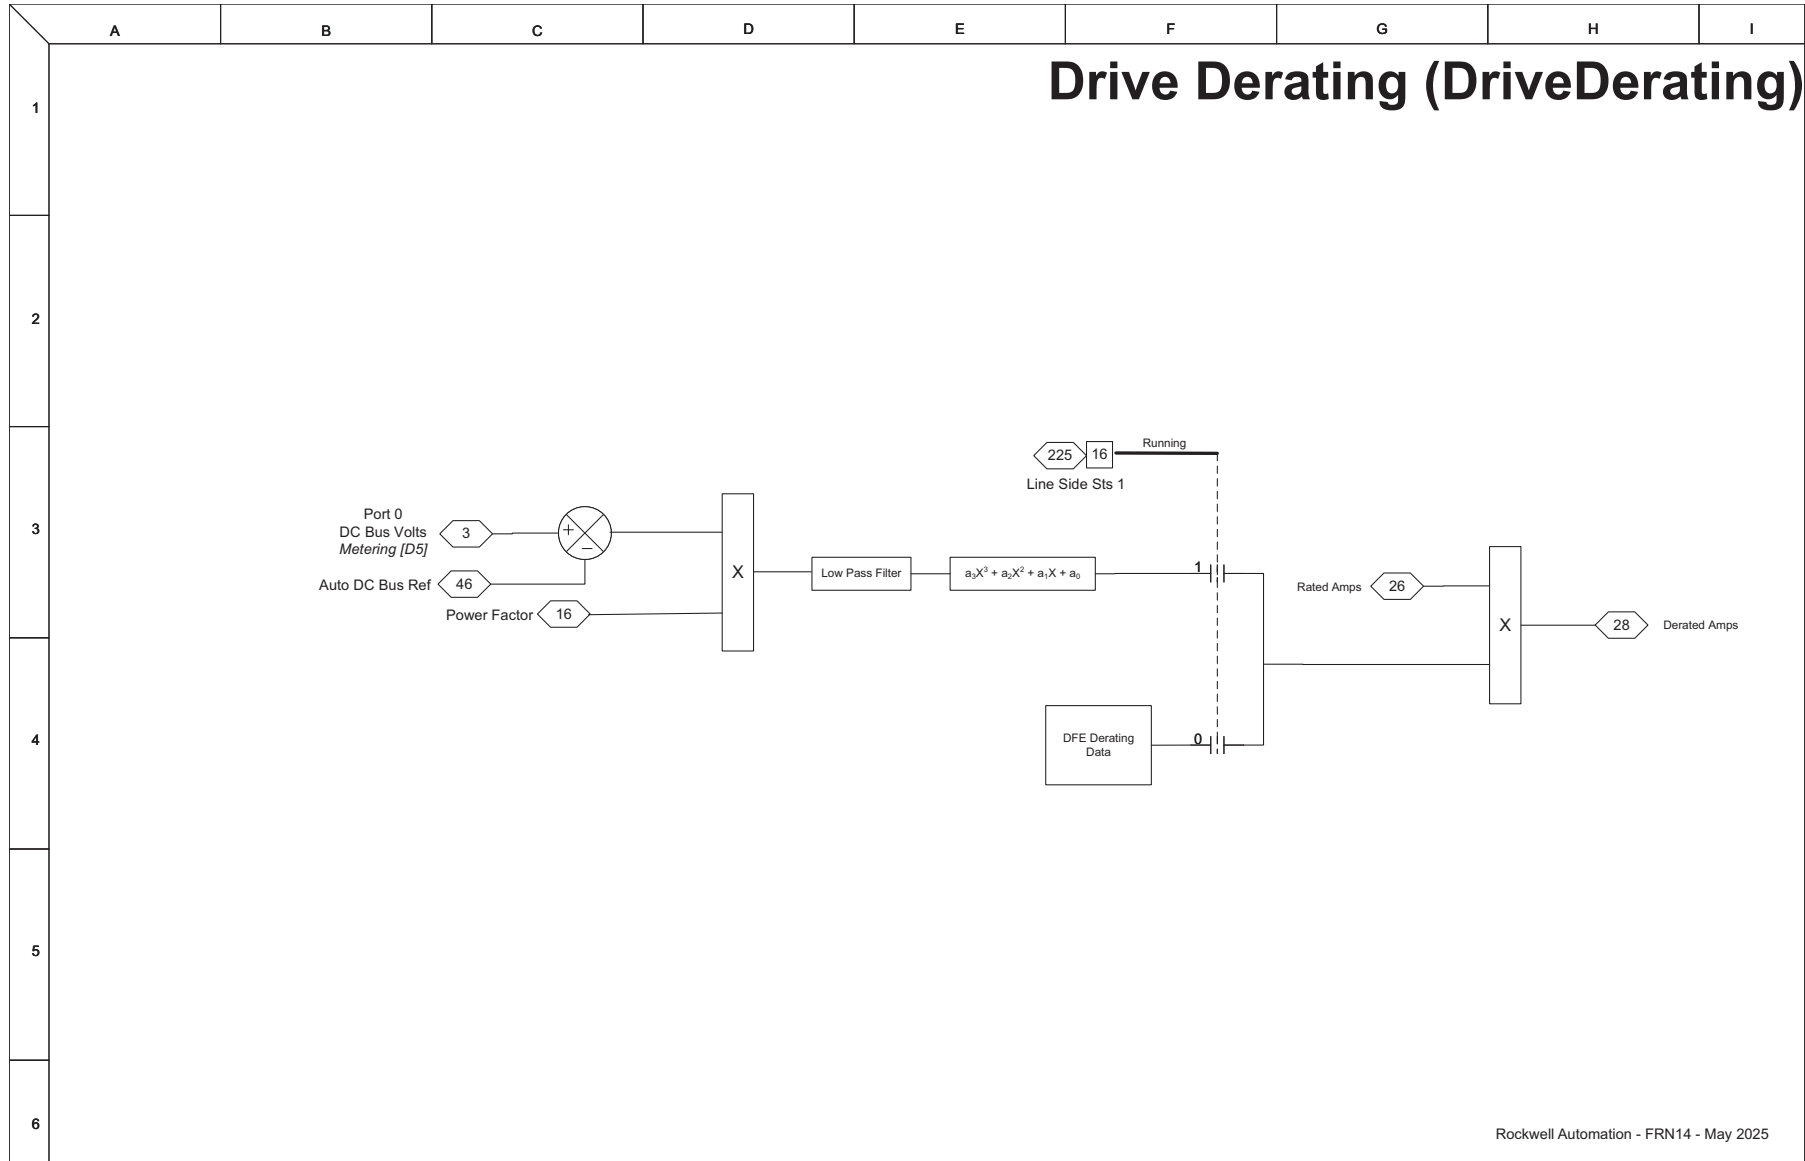 A B C D E F G H I
Drive Derating (DriveDerating)
1
2
3
4
5
6
Running
225 16
Line Side Sts 1
Port 0
DC Bus Volts
Metering [D5]
3
+
−
Auto DC Bus Ref 46
Power Factor 16
X
Low Pass Filter
a₃X³ + a₂X² + a₁X + a₀
1
Rated Amps 26
X
28 Derated Amps
DFE Derating
Data
0
Rockwell Automation - FRN14 - May 2025